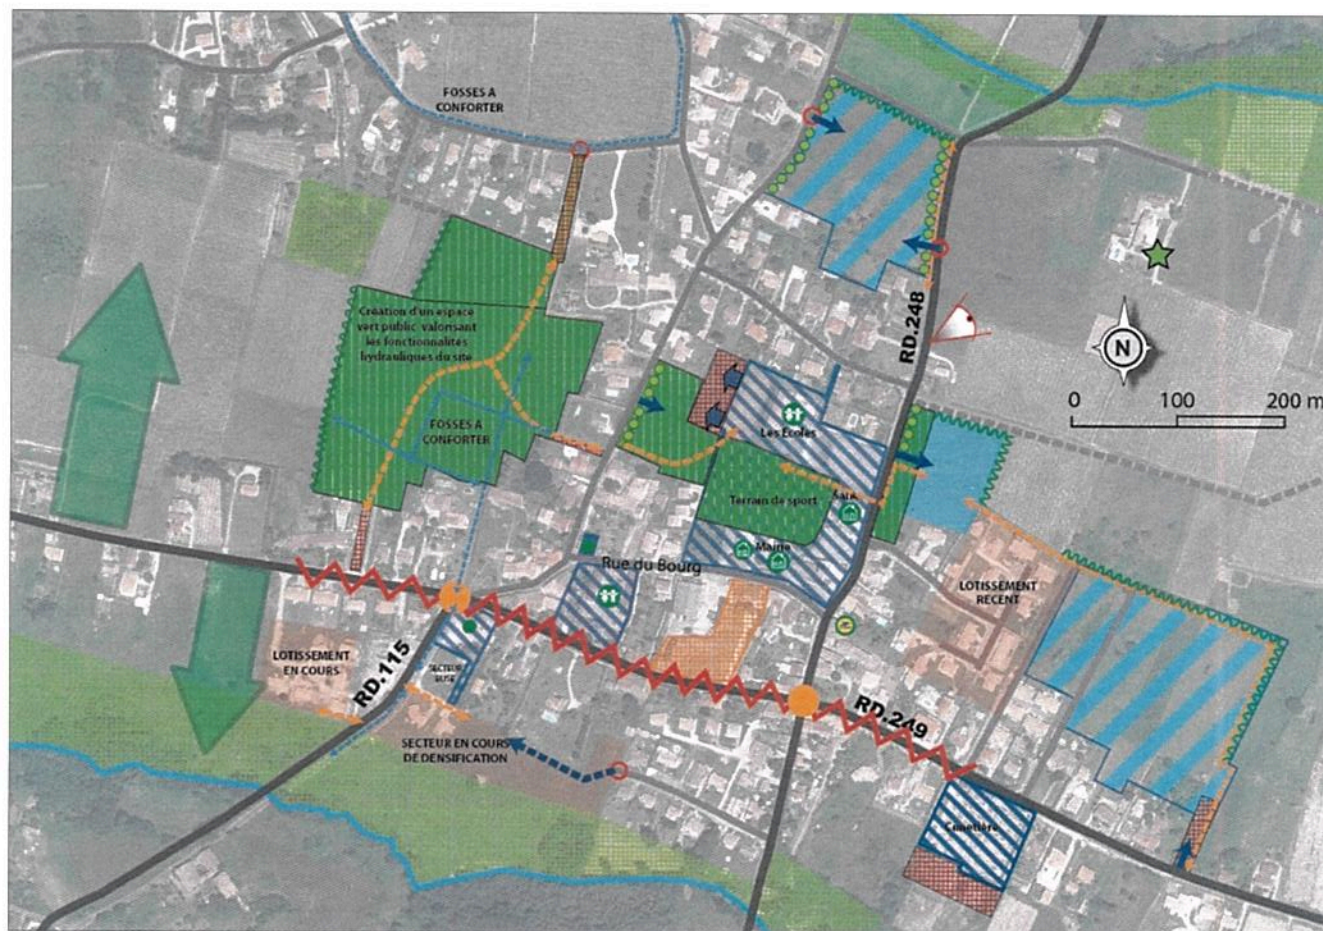 FOSSES A
CONFORTER
RD.248
N
0 100 200 m
Création d'un espace
vert public valorisant
les fonctionnalités
hydrauliques du site
FOSSES A
CONFORTER
Les Ecoles
Terrain de sport
Mairie
Rue du Bourg
LOTISSEMENT
RECENT
LOTISSEMENT
EN COURS
RD.115
SECTEUR
RD.249
SECTEUR EN COURS
DE DENSIFICATION
Cimetière